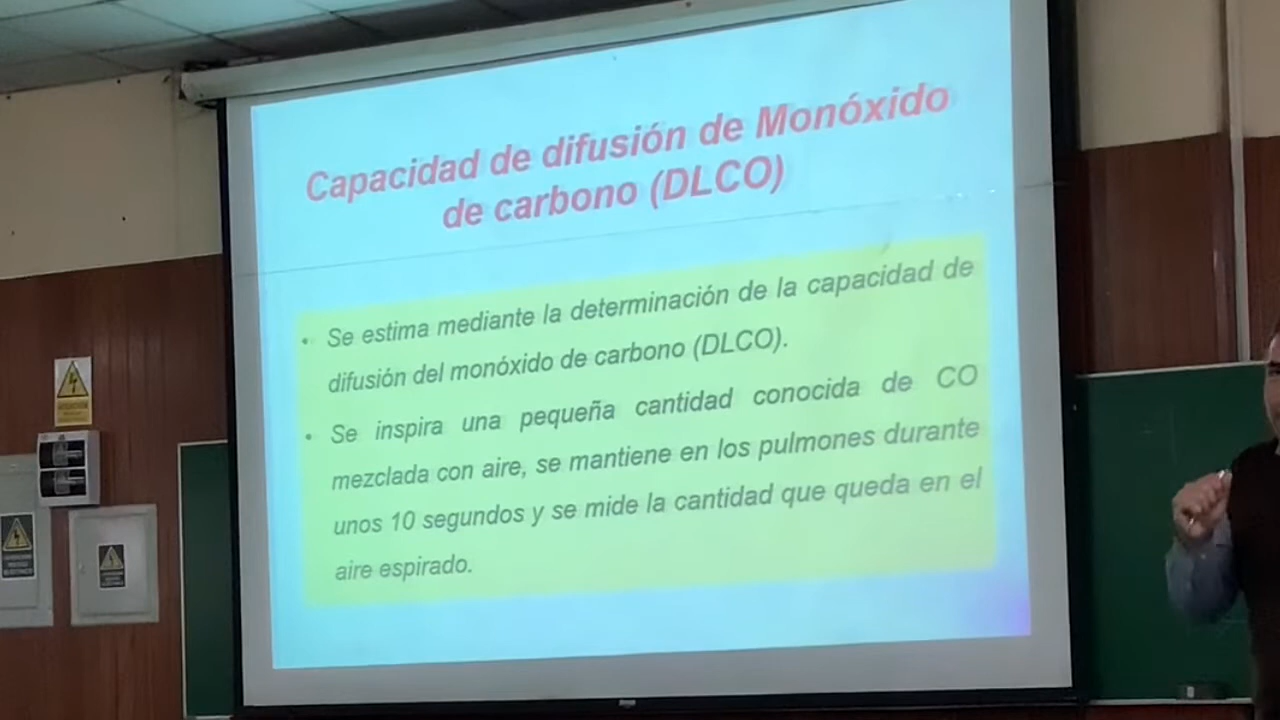 Capacidad de difusión de Monóxido
de carbono (DLCO)
• Se estima mediante la determinación de la capacidad de
difusión del monóxido de carbono (DLCO).
• Se inspira una pequeña cantidad conocida de CO
mezclada con aire, se mantiene en los pulmones durante
unos 10 segundos y se mide la cantidad que queda en el
aire espirado.